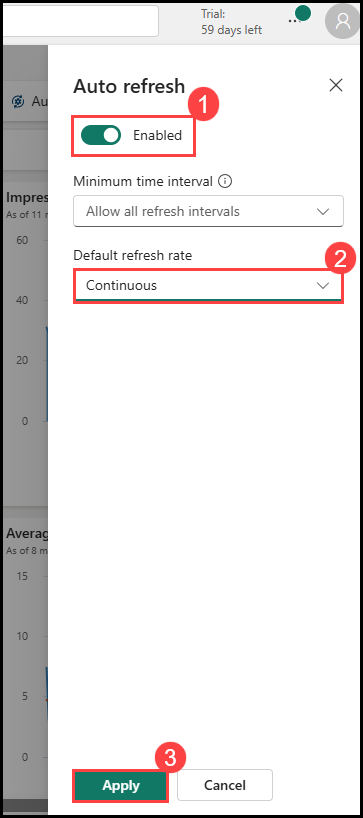 Trial:
59 days left
Au
Auto refresh
1
Enabled
Minimum time interval
Allow all refresh intervals
Default refresh rate
2
Continuous
Impres
As of 11 m
60
40
20
0
Averag
As of 8 m
15
10
5
0
3
Apply
Cancel